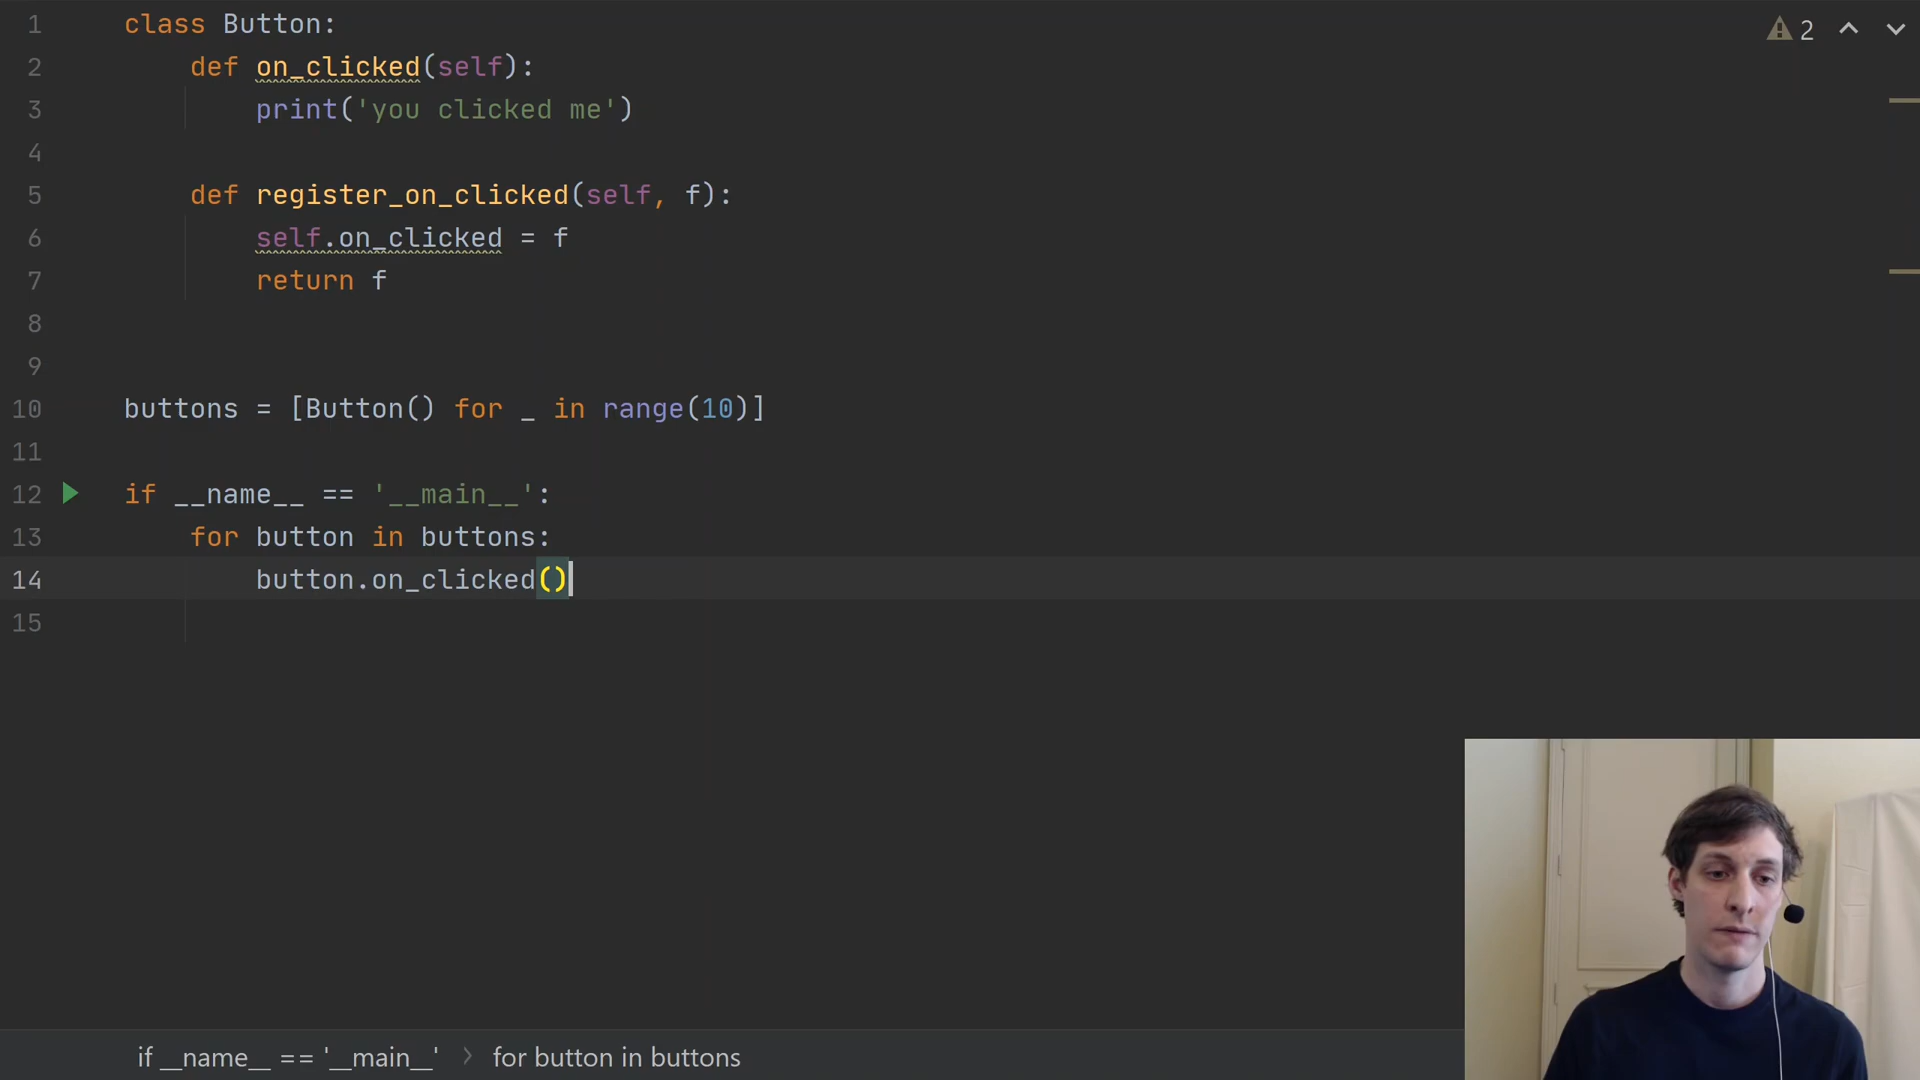 1 class Button:
2 def on_clicked(self):
3 print('you clicked me')
4
5 def register_on_clicked(self, f):
6 self.on_clicked = f
7 return f
8
9
10 buttons = [Button() for _ in range(10)]
11
12 if __name__ == '__main__':
13 for button in buttons:
14 button.on_clicked()
15
2
if __name__ == '__main__' > for button in buttons